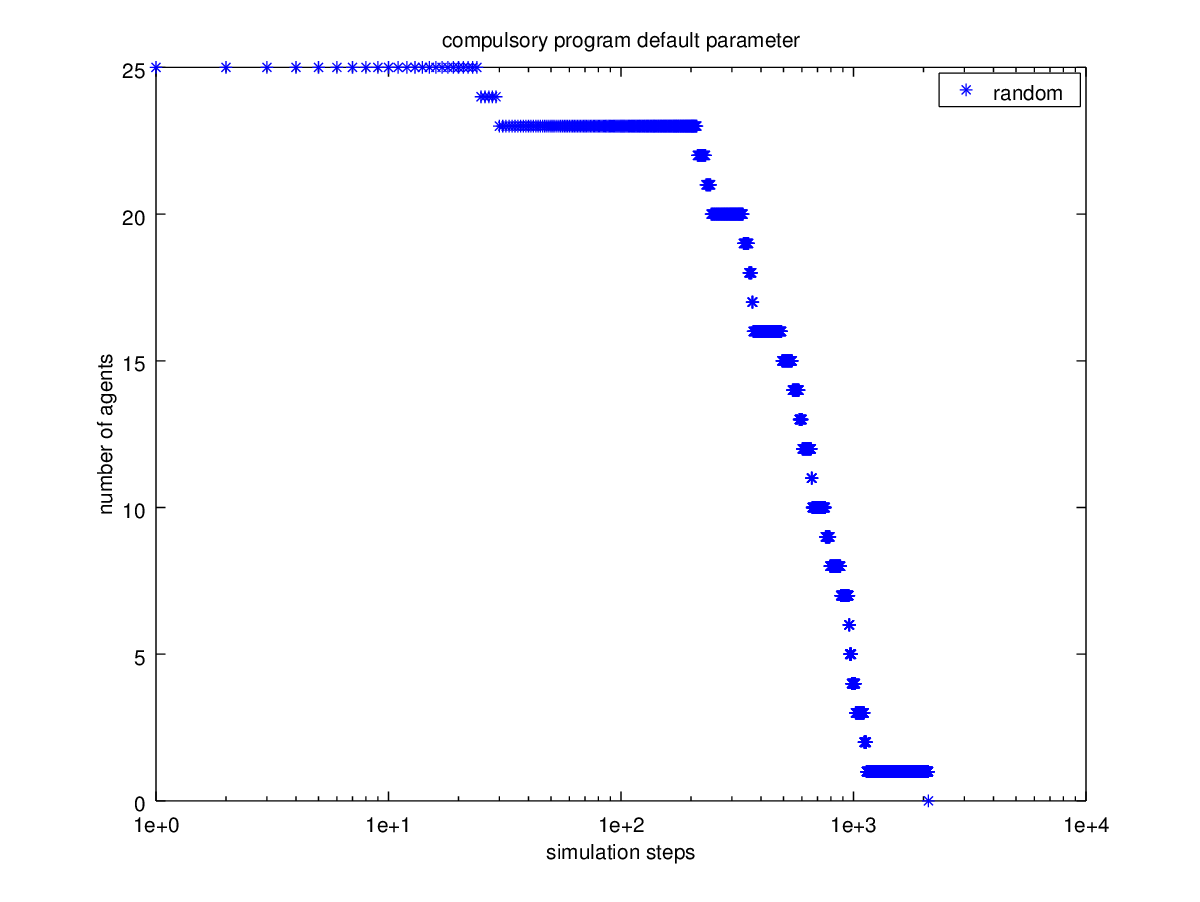 compulsory program default parameter
random
number of agents
25
20
15
10
5
0
1e+0 1e+1 1e+2 1e+3 1e+4
simulation steps